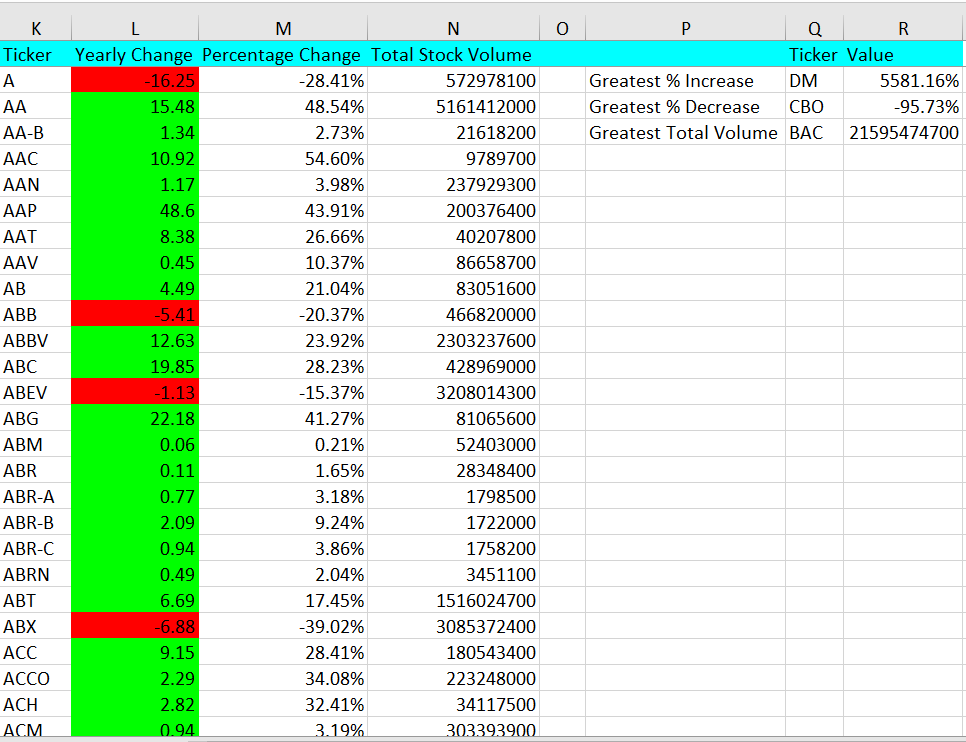 K L M N O P Q R
Ticker Yearly Change Percentage Change Total Stock Volume Ticker Value
A -16.25 -28.41% 572978100 Greatest % Increase DM 5581.16%
AA 15.48 48.54% 5161412000 Greatest % Decrease CBO -95.73%
AA-B 1.34 2.73% 21618200 Greatest Total Volume BAC 21595474700
AAC 10.92 54.60% 9789700
AAN 1.17 3.98% 237929300
AAP 48.6 43.91% 200376400
AAT 8.38 26.66% 40207800
AAV 0.45 10.37% 86658700
AB 4.49 21.04% 83051600
ABB -5.41 -20.37% 466820000
ABBV 12.63 23.92% 2303237600
ABC 19.85 28.23% 428969000
ABEV -1.13 -15.37% 3208014300
ABG 22.18 41.27% 81065600
ABM 0.06 0.21% 52403000
ABR 0.11 1.65% 28348400
ABR-A 0.77 3.18% 1798500
ABR-B 2.09 9.24% 1722000
ABR-C 0.94 3.86% 1758200
ABRN 0.49 2.04% 3451100
ABT 6.69 17.45% 1516024700
ABX -6.88 -39.02% 3085372400
ACC 9.15 28.41% 180543400
ACCO 2.29 34.08% 223248000
ACH 2.82 32.41% 34117500
ACM 0.94 3.19% 303393900